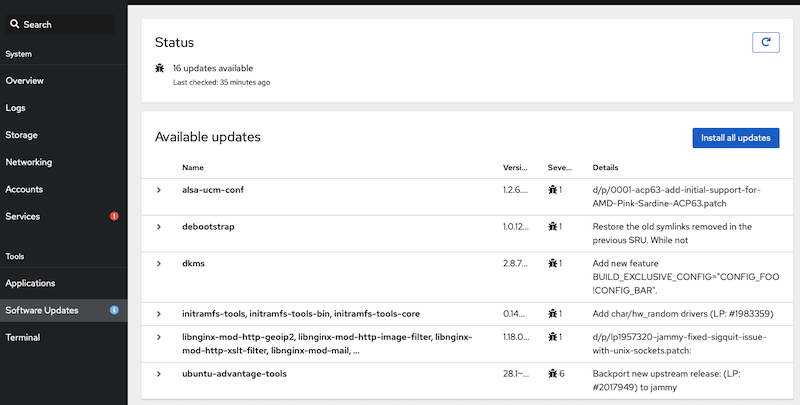 Search
System
Overview
Logs
Storage
Networking
Accounts
Services
Tools
Applications
Software Updates
Terminal
Status
16 updates available
Last checked: 35 minutes ago
Available updates
Install all updates
Name Versi... Seve... Details
alsa-ucm-conf 1.2.6.... 1 d/p/0001-acp63-add-initial-support-for-
AMD-Pink-Sardine-ACP63.patch
debootstrap 1.0.12... 1 Restore the old symlinks removed in the
previous SRU. While not
dkms 2.8.7... 1 Add new feature
BUILD_EXCLUSIVE_CONFIG="CONFIG_FOO
!CONFIG_BAR".
initramfs-tools, initramfs-tools-bin, initramfs-tools-core 0.14... 1 Add char/hw_random drivers (LP: #1983359)
libnginx-mod-http-geoip2, libnginx-mod-http-image-filter, libnginx- 1.18.0... 1 d/p/lp1957320-jammy-fixed-sigquit-issue-
mod-http-xslt-filter, libnginx-mod-mail, ... with-unix-sockets.patch:
ubuntu-advantage-tools 28.1~... 6 Backport new upstream release: (LP:
#2017949) to jammy